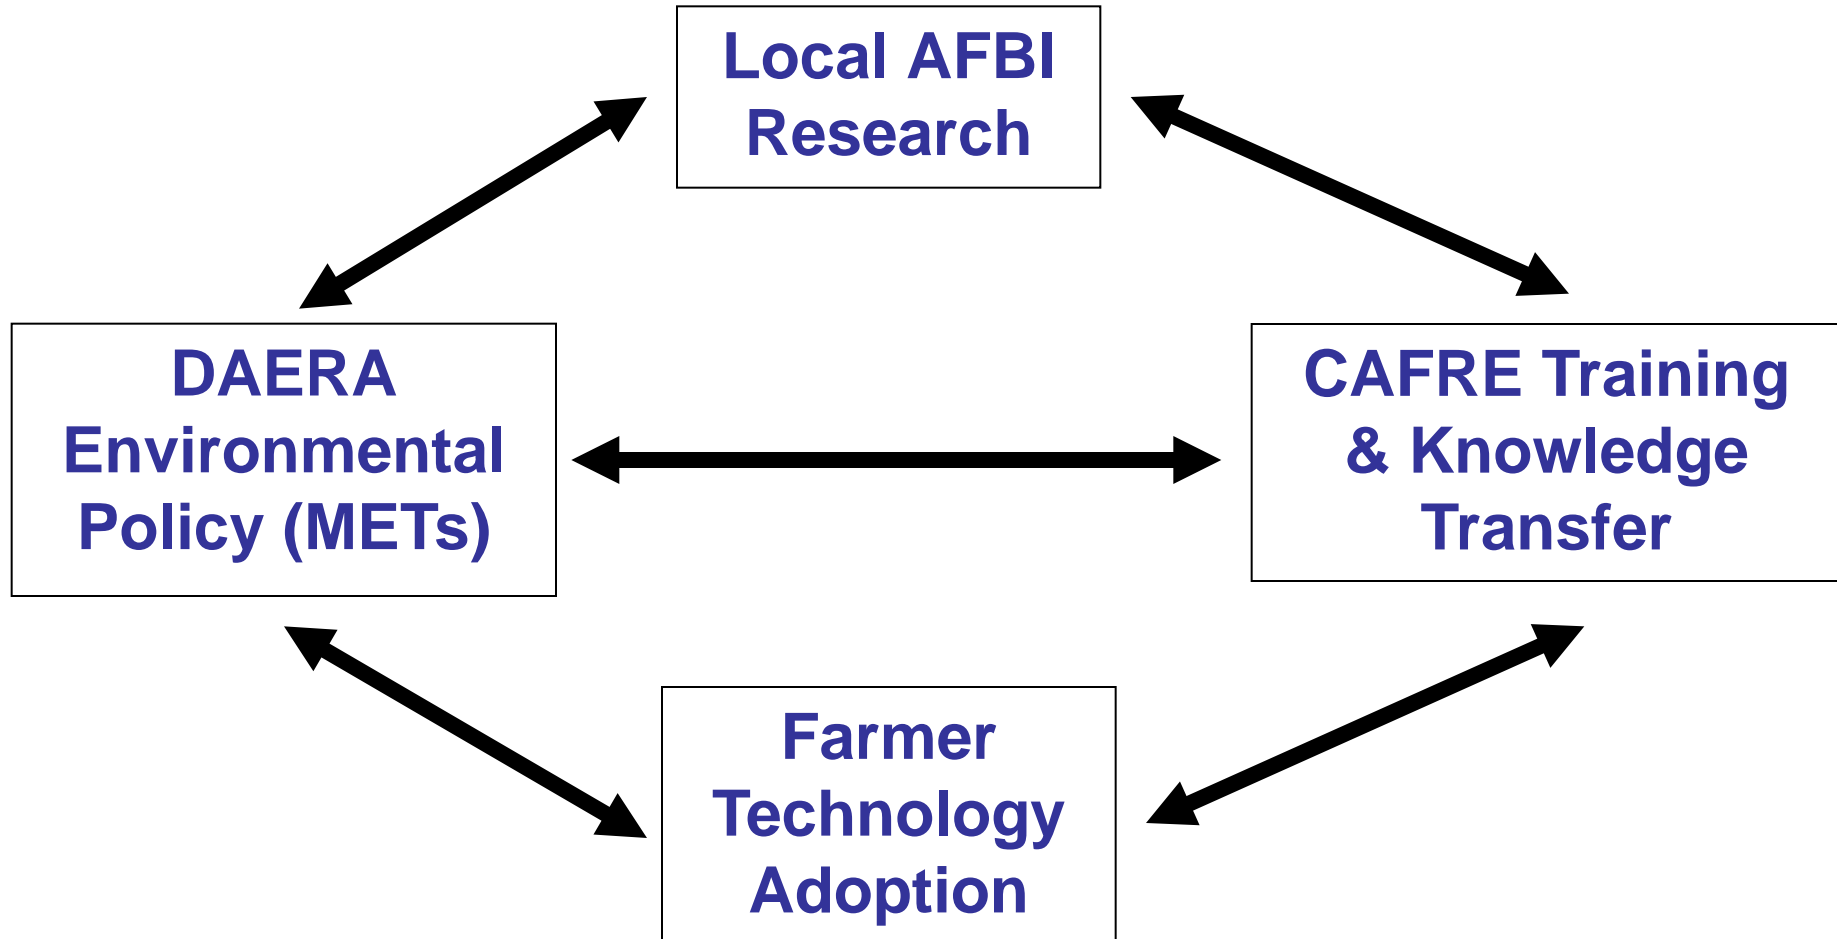 Local AFBI
Research
DAERA
Environmental
Policy (METs)
CAFRE Training
& Knowledge
Transfer
Farmer
Technology
Adoption